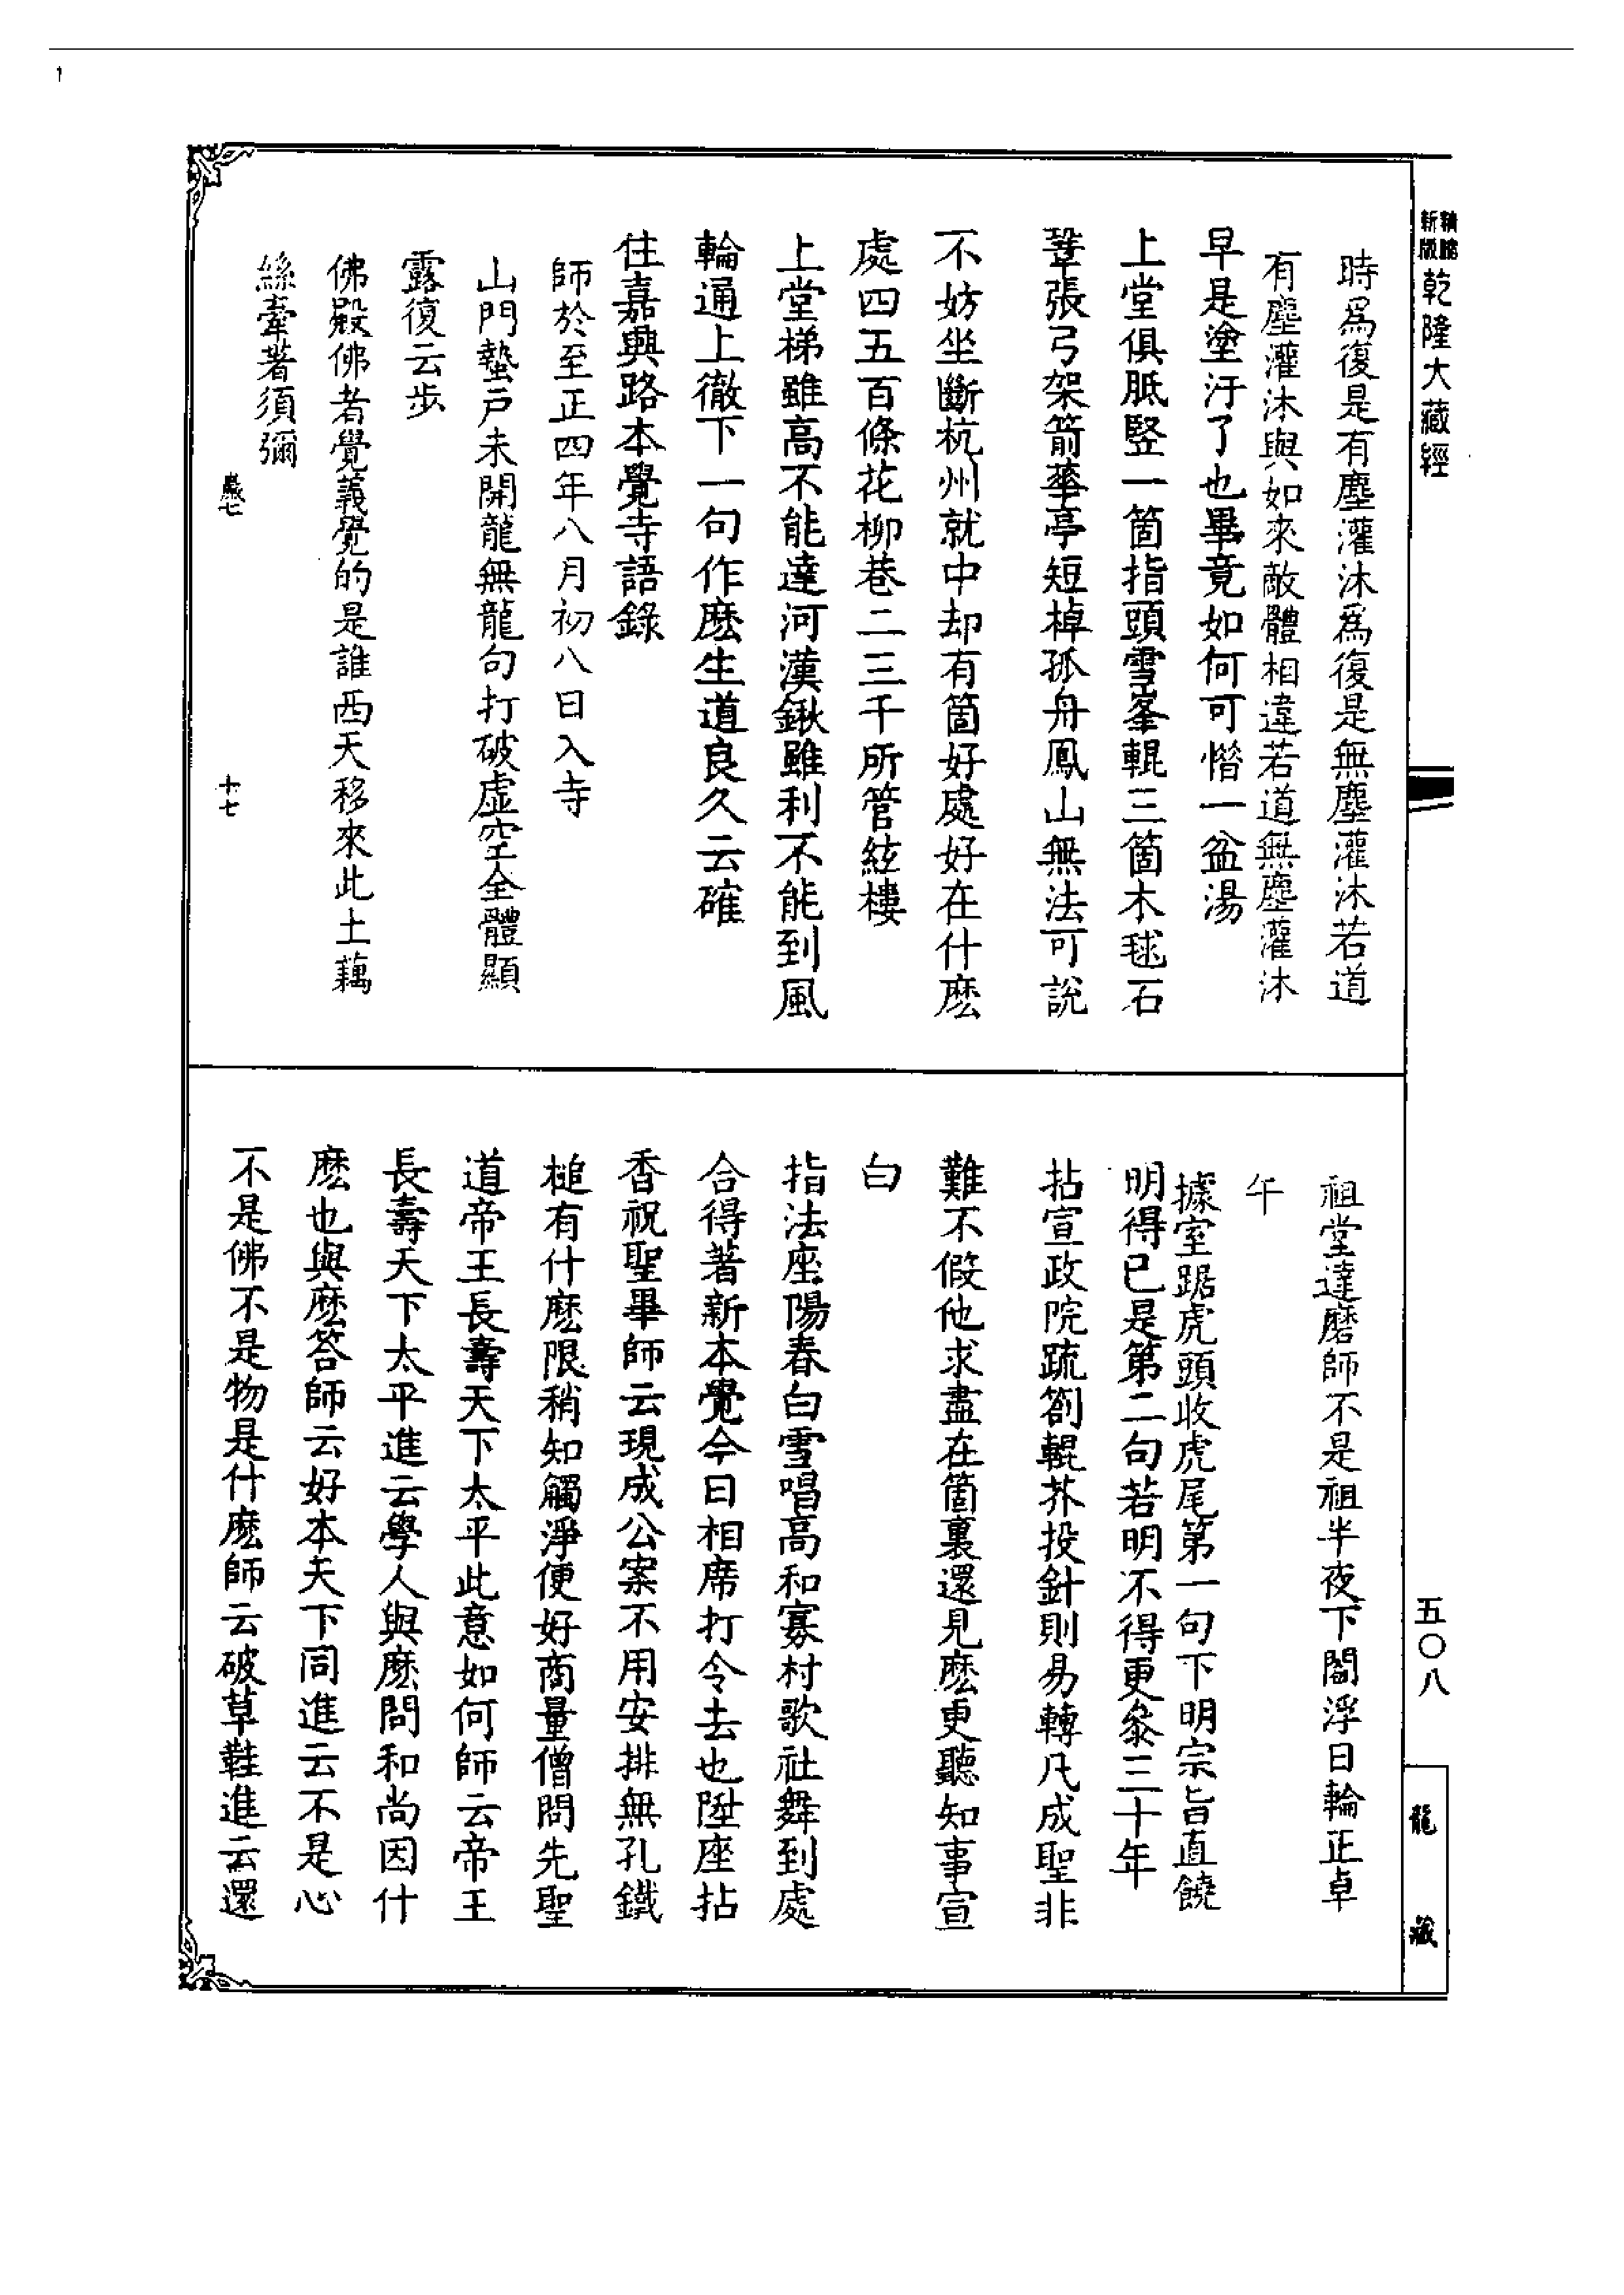 精縮新版 乾隆大藏經
時爲復是有塵灌沐爲復是無塵灌沐若道
有塵灌沐與如來敵體相違若道無塵灌沐
早是塗汙了也畢竟如何可惜一盆湯
上堂俱胝竪一箇指頭雪峯輥三箇木毬石
鞏張弓架箭華亭短棹孤舟鳳山無法可說
不妨坐斷杭州就中却有箇好處好在什麽
處四五百條花柳巷二三千所管絃樓
上堂梯雖高不能達河漢鍬雖利不能到風
輪通上徹下一句作麽生道良久云確
住嘉興路本覺寺語錄
師於至正四年八月初八日入寺
山門蟄戶未開龍無龍句打破虛空全體顯
露復云步
佛殿佛者覺義覺的是誰西天移來此土藕
絲牽著須彌
巖七
十七
祖堂達磨師不是祖半夜下閻浮日輪正卓
午
據室踞虎頭收虎尾第一句下明宗旨直饒
明得已是第二句若明不得更叅三十年
拈宣政院疏劄輥芥投針則易轉凡成聖非
難不假他求盡在箇裏還見麽更聽知事宣
白
指法座陽春白雪唱高和寡村歌社舞到處
合得著新本覺今日相席打令去也陞座拈
香祝聖畢師云現成公案不用安排無孔鐵
槌有什麽限稍知觸淨便好商量僧問先聖
道帝王長壽天下太平此意如何師云帝王
長壽天下太平進云學人與麽問和尚因什
麽也與麽答師云好本天下同進云不是心
不是佛不是物是什麽師云破草鞋進云還
五〇八
龍藏